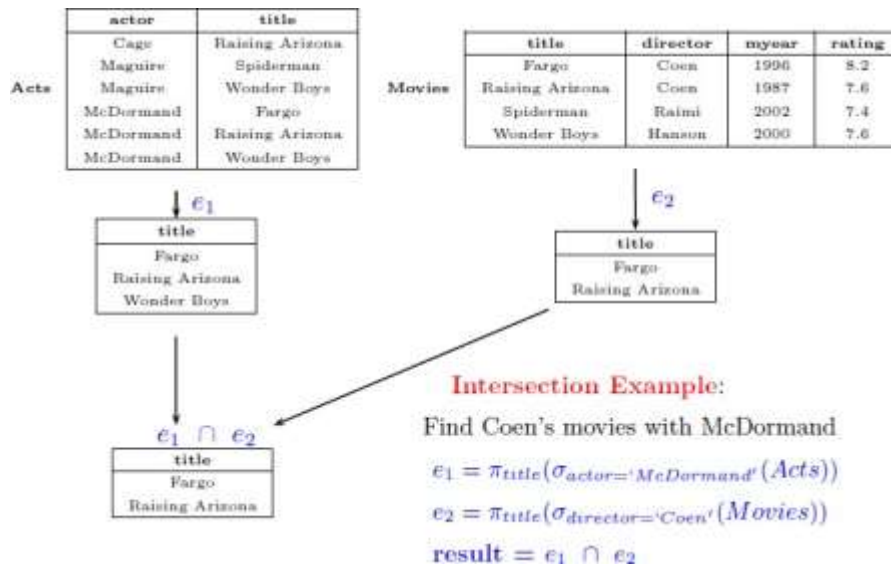 actor title
Cage Raising Arizona
Maguire Spiderman
Acts Maguire Wonder Boys
McDormand Fargo
McDormand Raising Arizona
McDormand Wonder Boys
title director myear rating
Fargo Coen 1996 8.2
Movies Raising Arizona Coen 1987 7.6
Spiderman Raimi 2002 7.4
Wonder Boys Hanson 2000 7.6
e₁
title
Fargo
Raising Arizona
Wonder Boys
e₂
title
Fargo
Raising Arizona
e₁ ∩ e₂
title
Fargo
Raising Arizona
Intersection Example:
Find Coen's movies with McDormand
e₁ = π_title(σ_actor='McDormand'(Acts))
e₂ = π_title(σ_director='Coen'(Movies))
result = e₁ ∩ e₂